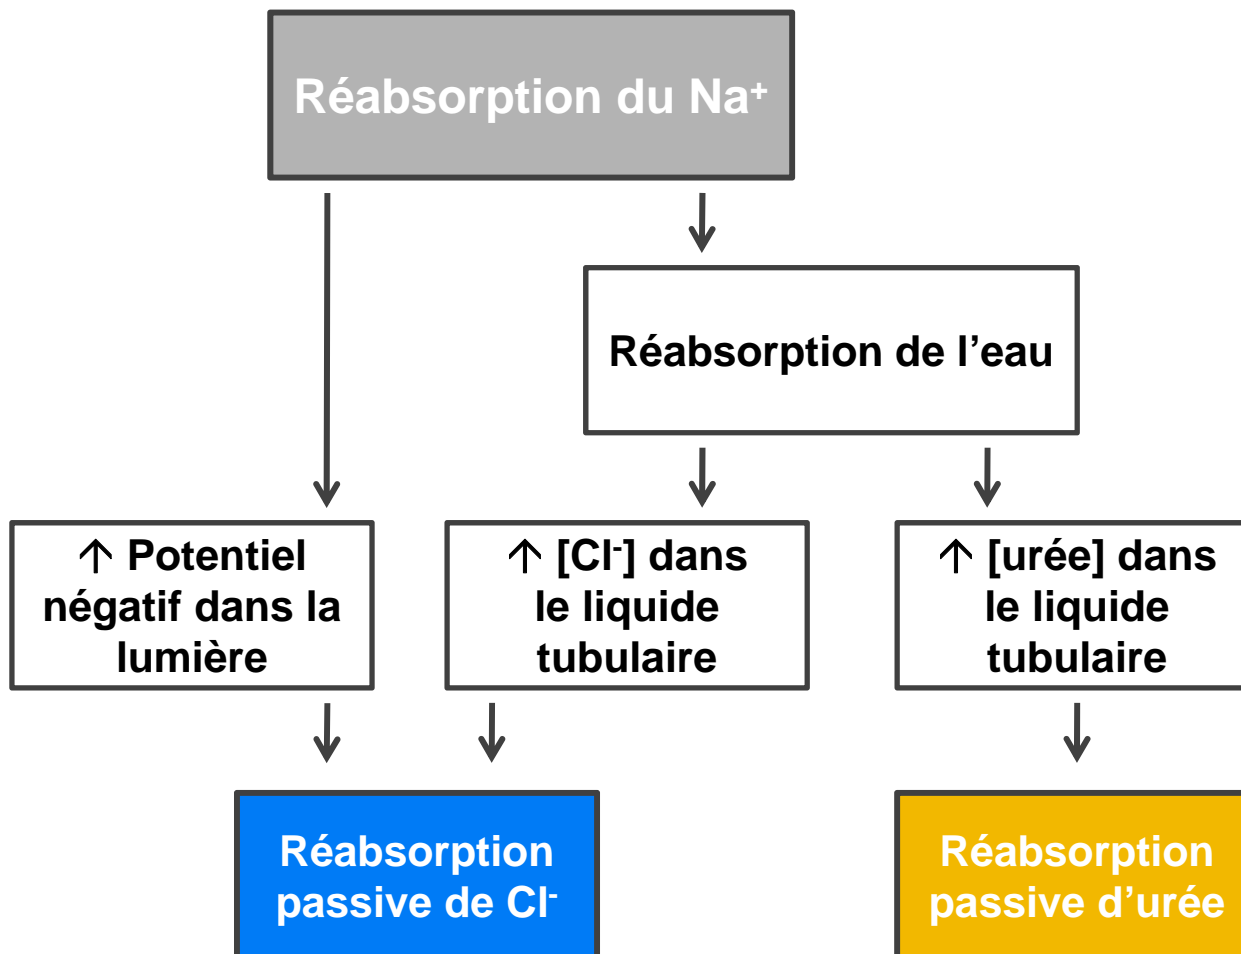 Réabsorption du Na⁺
Réabsorption de l’eau
↑ Potentiel
négatif dans la
lumière
↑ [Cl⁻] dans
le liquide
tubulaire
↑ [urée] dans
le liquide
tubulaire
Réabsorption
passive de Cl⁻
Réabsorption
passive d’urée